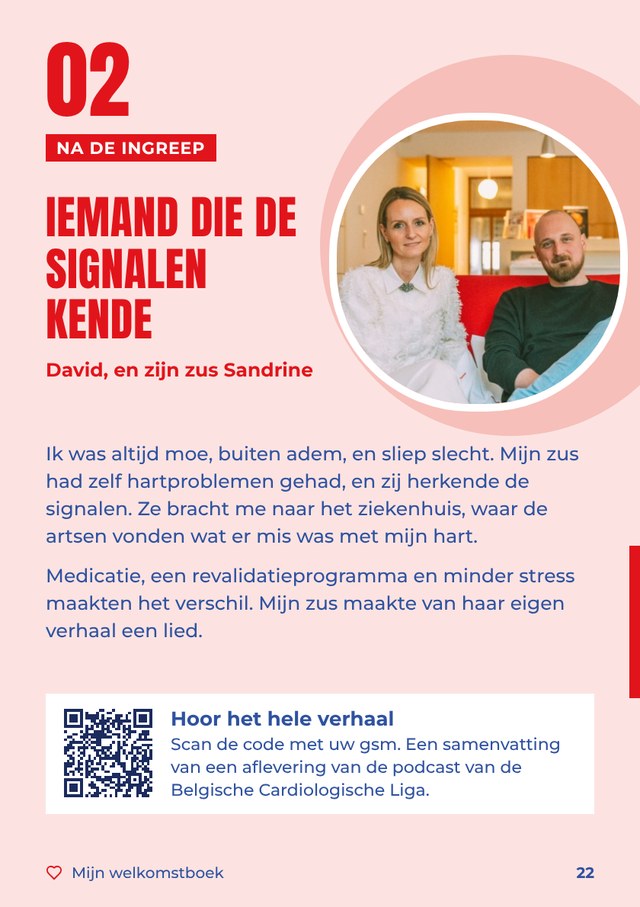 02
NA DE INGREEP
IEMAND DIE DE
SIGNALEN
KENDE
David, en zijn zus Sandrine
Ik was altijd moe, buiten adem, en sliep slecht. Mijn zus
had zelf hartproblemen gehad, en zij herkende de
signalen. Ze bracht me naar het ziekenhuis, waar de
artsen vonden wat er mis was met mijn hart.
Medicatie, een revalidatieprogramma en minder stress
maakten het verschil. Mijn zus maakte van haar eigen
verhaal een lied.
Hoor het hele verhaal
Scan de code met uw gsm. Een samenvatting
van een aflevering van de podcast van de
Belgische Cardiologische Liga.
Mijn welkomstboek
22